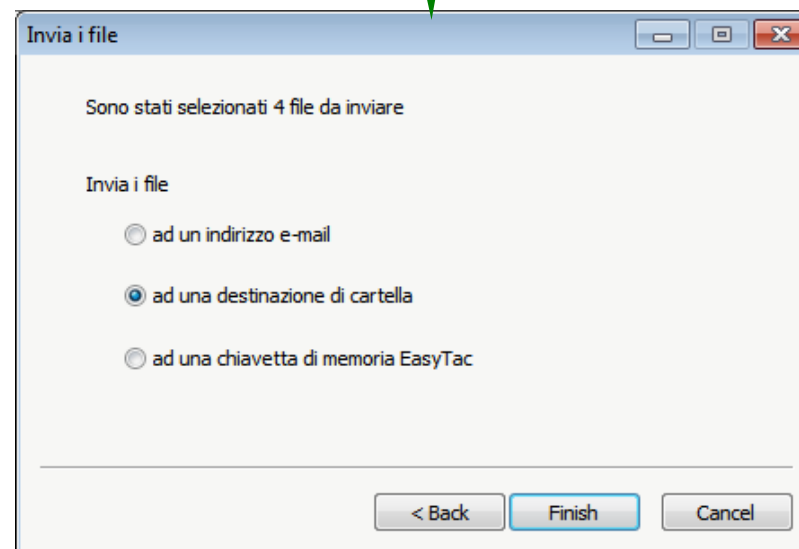 Invia i file
Sono stati selezionati 4 file da inviare
Invia i file
ad un indirizzo e-mail
ad una destinazione di cartella
ad una chiavetta di memoria EasyTac
< Back Finish Cancel